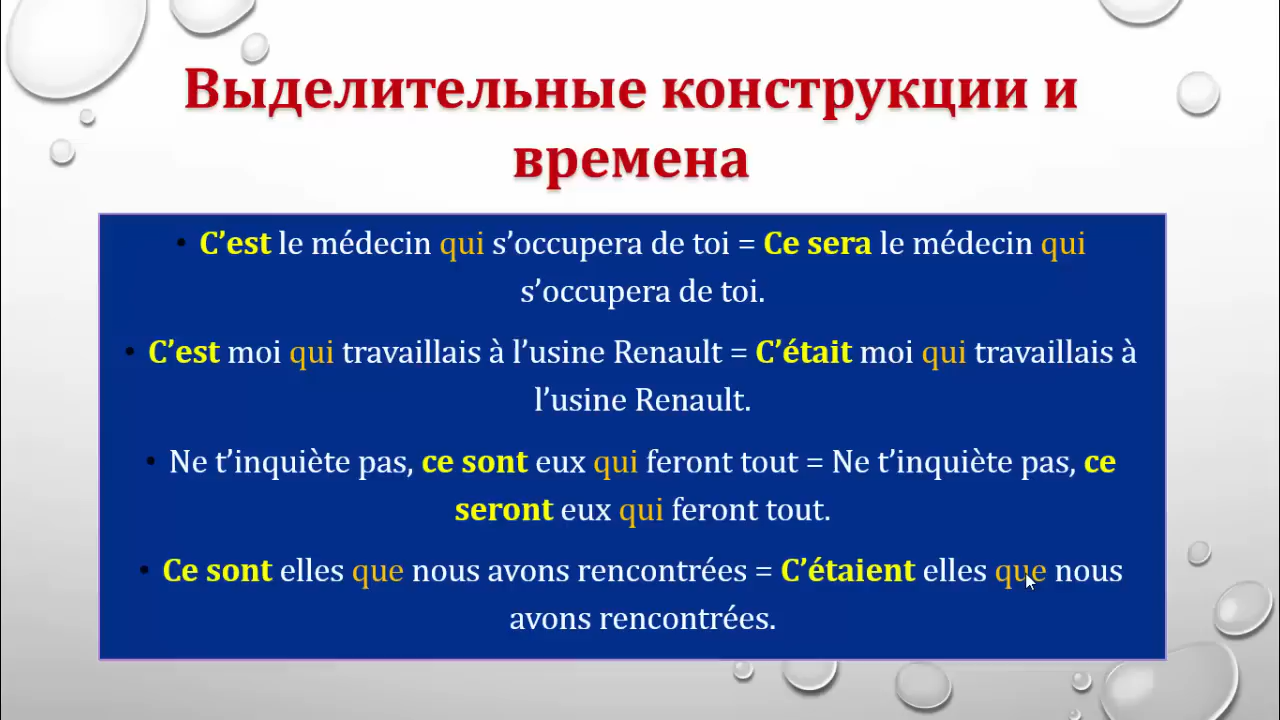 Выделительные конструкции и
времена
• C’est le médecin qui s’occupera de toi = Ce sera le médecin qui
s’occupera de toi.
• C’est moi qui travaillais à l’usine Renault = C’était moi qui travaillais à
l’usine Renault.
• Ne t’inquiète pas, ce sont eux qui feront tout = Ne t’inquiète pas, ce
seront eux qui feront tout.
• Ce sont elles que nous avons rencontrées = C’étaient elles que nous
avons rencontrées.